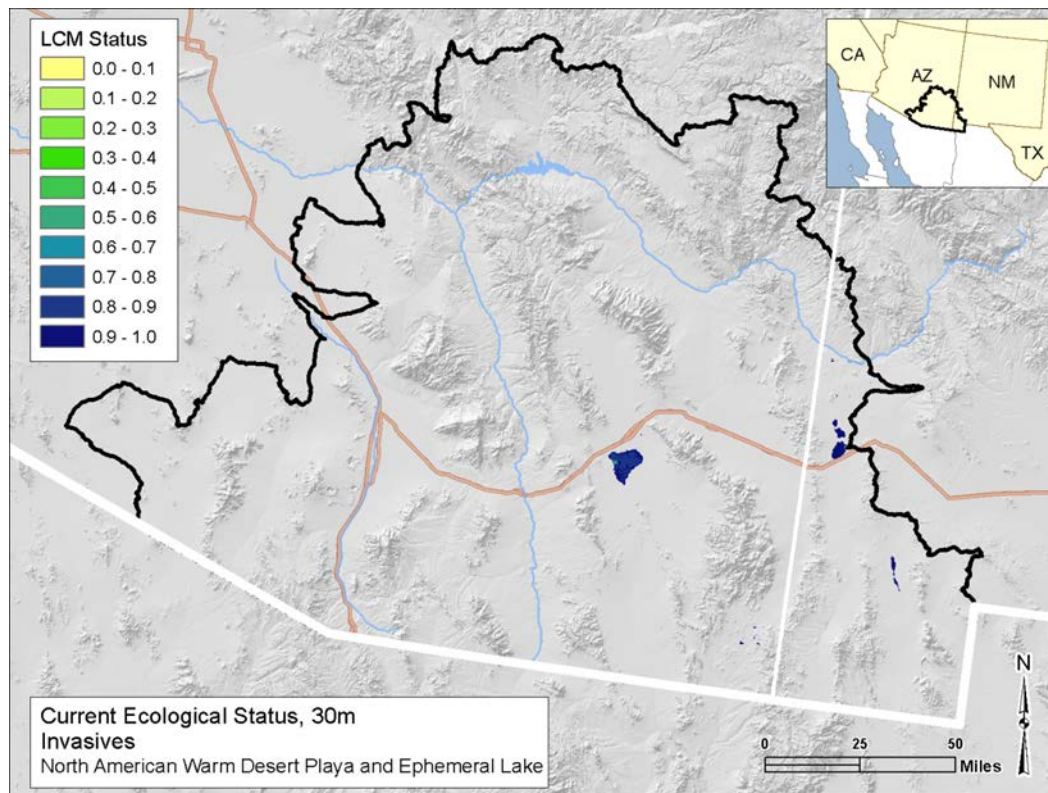 LCM Status
0.0 - 0.1
0.1 - 0.2
0.2 - 0.3
0.3 - 0.4
0.4 - 0.5
0.5 - 0.6
0.6 - 0.7
0.7 - 0.8
0.8 - 0.9
0.9 - 1.0
CA
AZ
NM
TX
Current Ecological Status, 30m
Invasives
North American Warm Desert Playa and Ephemeral Lake
N
0 25 50
Miles